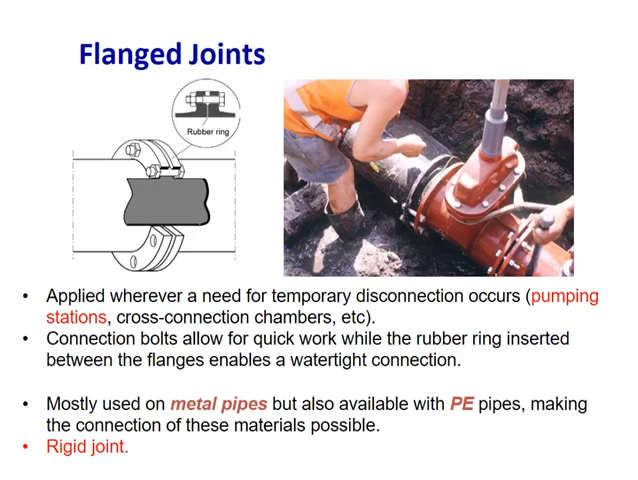 Flanged Joints
Rubber ring
• Applied wherever a need for temporary disconnection occurs (pumping
stations, cross-connection chambers, etc).
• Connection bolts allow for quick work while the rubber ring inserted
between the flanges enables a watertight connection.
• Mostly used on metal pipes but also available with PE pipes, making
the connection of these materials possible.
• Rigid joint.